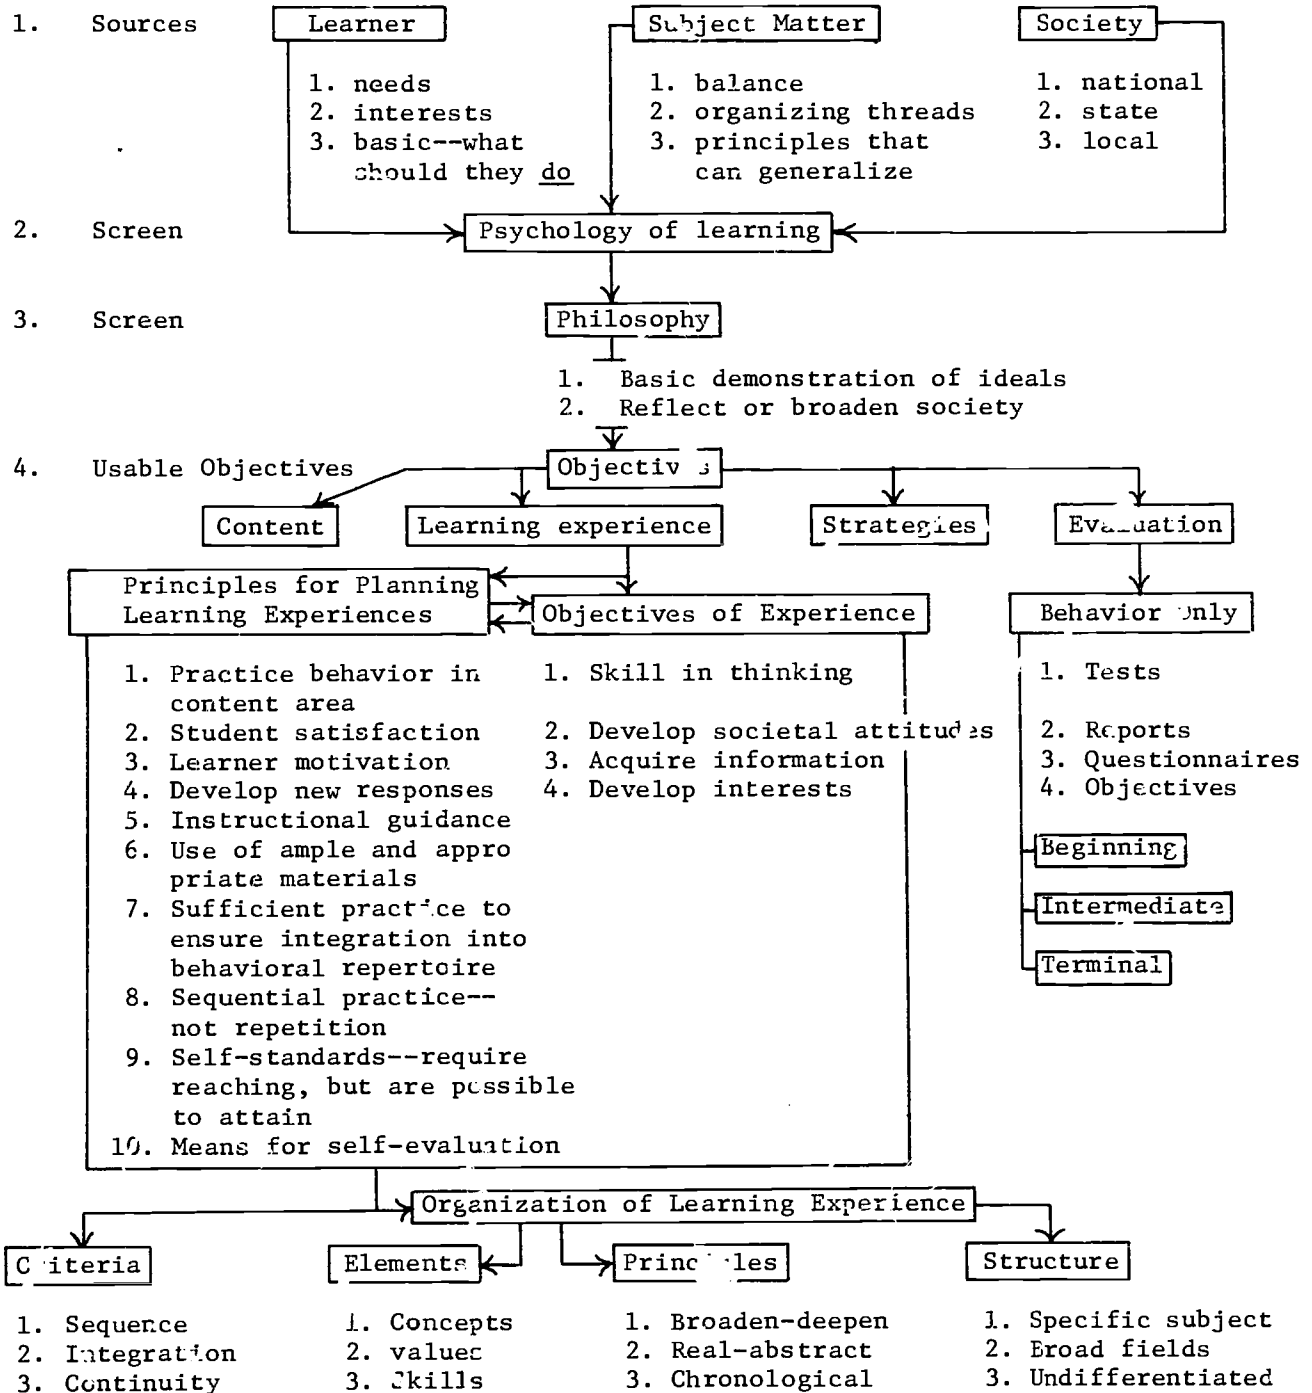 1. Sources Learner Subject Matter Society
1. needs 1. balance 1. national
2. interests 2. organizing threads 2. state
3. basic--what 3. principles that 3. local
should they do can generalize
2. Screen Psychology of learning
3. Screen Philosophy
1. Basic demonstration of ideals
2. Reflect or broaden society
4. Usable Objectives Objectives
Content Learning experience Strategies Evaluation
Principles for Planning
Learning Experiences Objectives of Experience Behavior Only
1. Practice behavior in 1. Skill in thinking 1. Tests
content area
2. Student satisfaction 2. Develop societal attitudes 2. Reports
3. Learner motivation 3. Acquire information 3. Questionnaires
4. Develop new responses 4. Develop interests 4. Objectives
5. Instructional guidance
6. Use of ample and appro Beginning
priate materials
7. Sufficient practice to Intermediate
ensure integration into
behavioral repertoire Terminal
8. Sequential practice--
not repetition
9. Self-standards--require
reaching, but are possible
to attain
10. Means for self-evaluation
Organization of Learning Experience
Criteria Elements Principles Structure
1. Sequence 1. Concepts 1. Broaden-deepen 1. Specific subject
2. Integration 2. values 2. Real-abstract 2. Broad fields
3. Continuity 3. Skills 3. Chronological 3. Undifferentiated